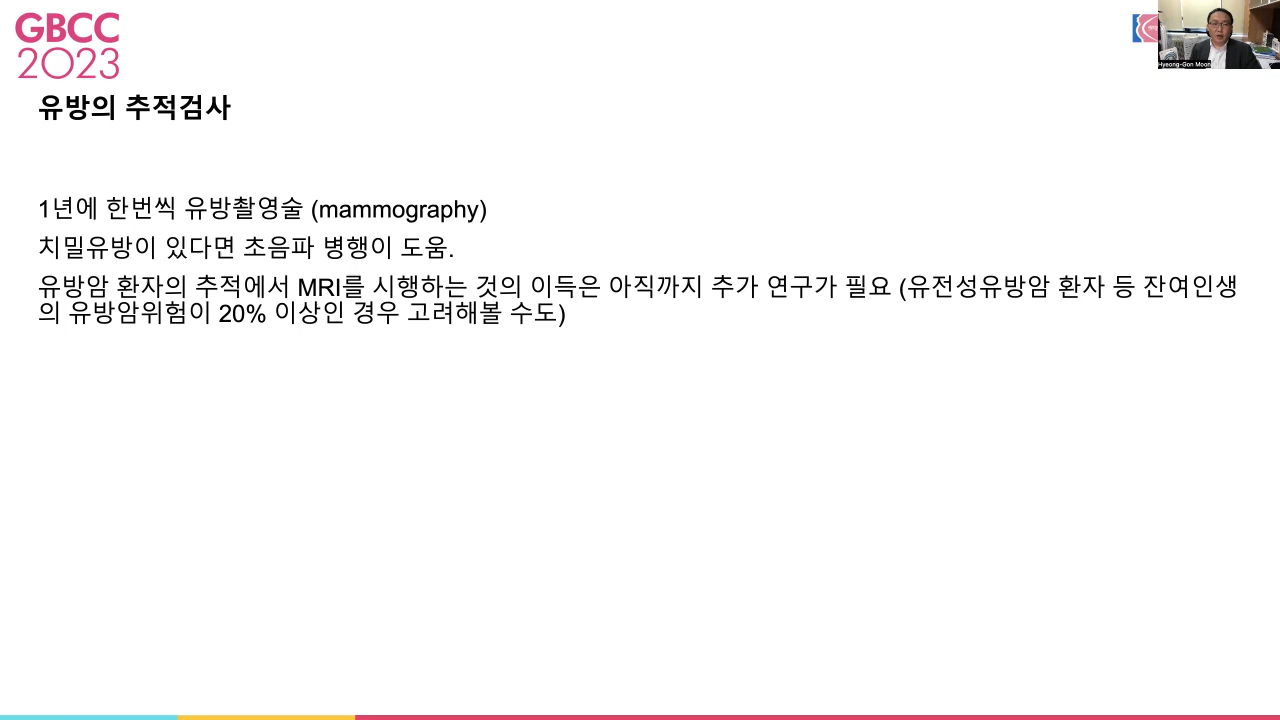 GBCC
2023
Hyeong-Gon Moon
유방의 추적검사
1년에 한번씩 유방촬영술 (mammography)
치밀유방이 있다면 초음파 병행이 도움.
유방암 환자의 추적에서 MRI를 시행하는 것의 이득은 아직까지 추가 연구가 필요 (유전성유방암 환자 등 잔여인생
의 유방암위험이 20% 이상인 경우 고려해볼 수도)